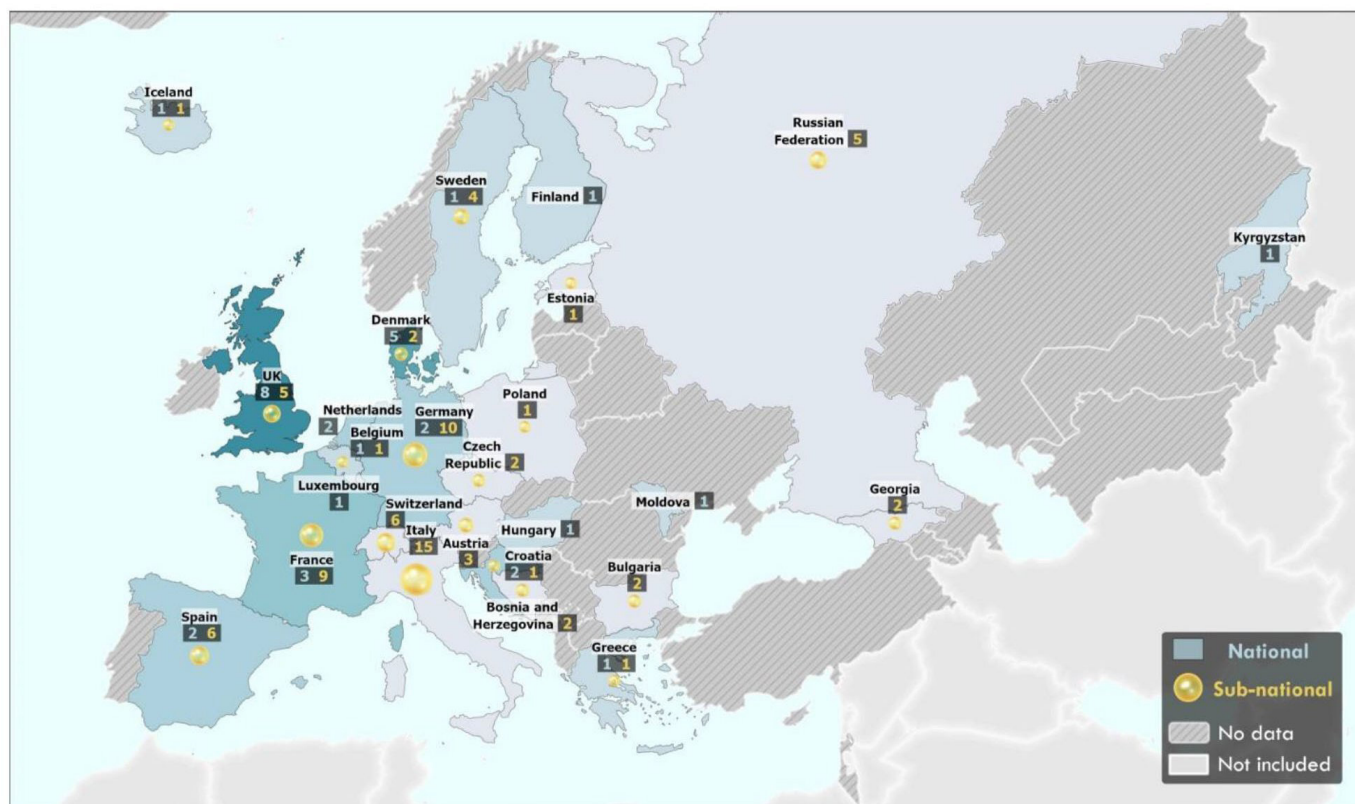 Iceland
1 1
Russian
Federation 5
Sweden
1 4
Finland 1
Kyrgyzstan
1
Estonia
1
Denmark
5 2
UK
8 5
Netherlands
2
Germany
2 10
Poland
1
Belgium
1 1
Czech
Republic 2
Luxembourg
1
Switzerland
6
Italy
15
Austria
3
Hungary 1
Moldova 1
Georgia
2
France
3 9
Croatia
2 1
Bulgaria
2
Bosnia and
Herzegovina 2
Spain
2 6
Greece
1 1
National
Sub-national
No data
Not included